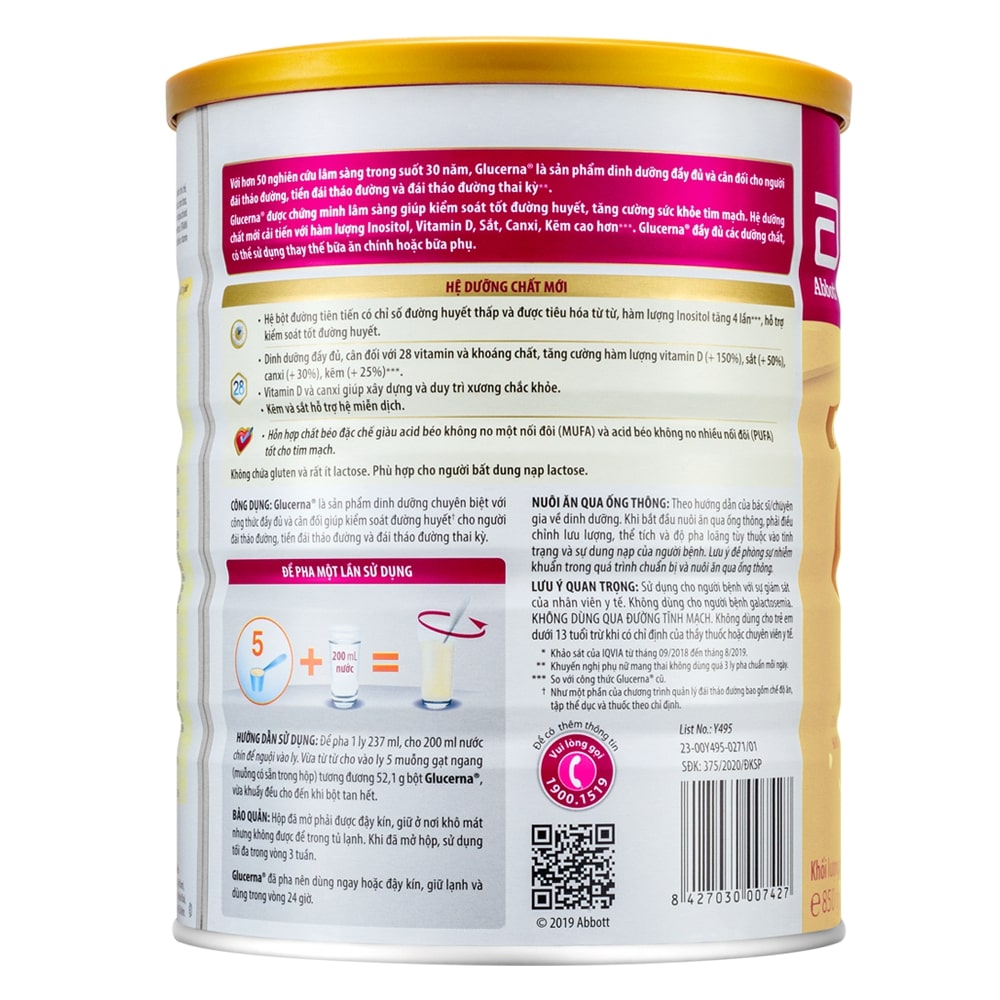 Với hơn 50 nghiên cứu lâm sàng trong suốt 30 năm, Glucerna® là sản phẩm dinh dưỡng đầy đủ và cân đối cho người
đái tháo đường, tiền đái tháo đường và đái tháo đường thai kỳ**.
Glucerna® được chứng minh lâm sàng giúp kiểm soát tốt đường huyết, tăng cường sức khỏe tim mạch. Hệ dưỡng
chất mới cải tiến với hàm lượng Inositol, Vitamin D, Sắt, Canxi, Kẽm cao hơn***. Glucerna® đầy đủ các dưỡng chất,
có thể sử dụng thay thế bữa ăn chính hoặc bữa phụ.
Abbott
HỆ DƯỠNG CHẤT MỚI
• Hệ bột đường tiên tiến có chỉ số đường huyết thấp và được tiêu hóa từ từ, hàm lượng Inositol tăng 4 lần***, hỗ trợ
kiểm soát tốt đường huyết.
28
• Dinh dưỡng đầy đủ, cân đối với 28 vitamin và khoáng chất, tăng cường hàm lượng vitamin D (+ 150%), sắt (+ 50%),
canxi (+ 30%), kẽm (+ 25%)***.
• Vitamin D và canxi giúp xây dựng và duy trì xương chắc khỏe.
• Kẽm và sắt hỗ trợ hệ miễn dịch.
• Hỗn hợp chất béo đặc chế giàu acid béo không no một nối đôi (MUFA) và acid béo không no nhiều nối đôi (PUFA)
tốt cho tim mạch.
Không chứa gluten và rất ít lactose. Phù hợp cho người bất dung nạp lactose.
CÔNG DỤNG: Glucerna® là sản phẩm dinh dưỡng chuyên biệt với
công thức đầy đủ và cân đối giúp kiểm soát đường huyết† cho người
đái tháo đường, tiền đái tháo đường và đái tháo đường thai kỳ.
ĐỂ PHA MỘT LẦN SỬ DỤNG
5 + 200 mL =
nước
HƯỚNG DẪN SỬ DỤNG: Để pha 1 ly 237 ml, cho 200 ml nước
chín để nguội vào ly. Vừa từ từ cho vào ly 5 muỗng gạt ngang
(muỗng có sẵn trong hộp) tương đương 52,1 g bột Glucerna®,
vừa khuấy đều cho đến khi bột tan hết.
BẢO QUẢN: Hộp đã mở phải được đậy kín, giữ ở nơi khô mát
nhưng không được để trong tủ lạnh. Khi đã mở hộp, sử dụng
tối đa trong vòng 3 tuần.
Glucerna® đã pha nên dùng ngay hoặc đậy kín, giữ lạnh và
dùng trong vòng 24 giờ.
NUÔI ĂN QUA ỐNG THÔNG: Theo hướng dẫn của bác sĩ/chuyên
gia về dinh dưỡng. Khi bắt đầu nuôi ăn qua ống thông, phải điều
chỉnh lưu lượng, thể tích và độ pha loãng tùy thuộc vào tình
trạng và sự dung nạp của người bệnh. Lưu ý đề phòng sự nhiễm
khuẩn trong quá trình chuẩn bị và nuôi ăn qua ống thông.
LƯU Ý QUAN TRỌNG: Sử dụng cho người bệnh với sự giám sát
của nhân viên y tế. Không dùng cho người bệnh galactosemia.
KHÔNG DÙNG QUA ĐƯỜNG TĨNH MẠCH. Không dùng cho trẻ em
dưới 13 tuổi trừ khi có chỉ định của thầy thuốc hoặc chuyên viên y tế.
* Khảo sát của IQVIA từ tháng 09/2018 đến tháng 8/2019.
** Khuyến nghị phụ nữ mang thai không dùng quá 3 ly pha chuẩn mỗi ngày.
*** So với công thức Glucerna® cũ.
† Như một phần của chương trình quản lý đái tháo đường bao gồm chế độ ăn,
tập thể dục và thuốc theo chỉ định.
Để có thêm thông tin
Vui lòng gọi
1900.1519
List No.: Y495
23-00Y495-0271/01
SĐK: 375/2020/ĐKSP
8 427030 007427
© 2019 Abbott
Khối lượn
℮ 85